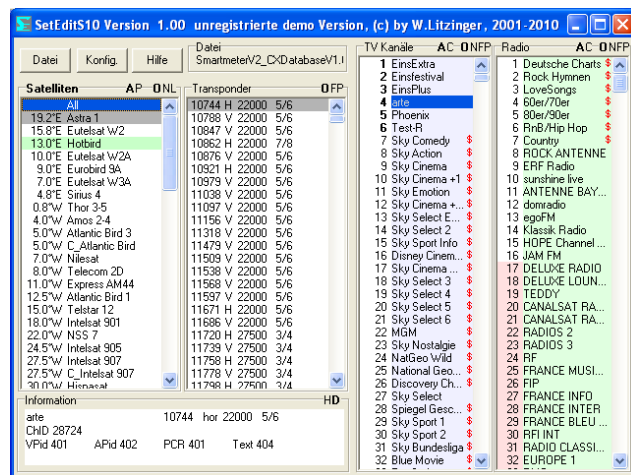 SetEditS10 Version 1.00 unregistrierte demo Version, (c) by W.Litzinger, 2001-2010
Datei Konfig. Hilfe
Datei
SmartmeterV2_CXDatabaseV1.
Satelliten AP ONL
All
19.2°E Astra 1
15.8°E Eutelsat W2
13.0°E Hotbird
10.0°E Eutelsat W2A
9.0°E Eurobird 9A
7.0°E Eutelsat W3A
4.8°E Sirius 4
0.8°W Thor 3-5
4.0°W Amos 2-4
5.0°W Atlantic Bird 3
5.0°W C_Atlantic Bird
7.0°W Nilesat
8.0°W Telecom 2D
11.0°W Express AM44
12.5°W Atlantic Bird 1
15.0°W Telstar 12
18.0°W Intelsat 901
22.0°W NSS 7
24.5°W Intelsat 905
27.5°W Intelsat 907
27.5°W C_Intelsat 907
30.0°W Hispasat
Transponder OFP
10744 H 22000 5/6
10788 V 22000 5/6
10847 V 22000 5/6
10862 H 22000 7/8
10876 V 22000 5/6
10921 H 22000 5/6
10979 V 22000 5/6
11038 V 22000 5/6
11097 V 22000 5/6
11156 V 22000 5/6
11318 V 22000 5/6
11479 V 22000 5/6
11509 V 22000 5/6
11538 V 22000 5/6
11568 V 22000 5/6
11597 V 22000 5/6
11671 H 22000 5/6
11686 V 22000 5/6
11720 H 27500 3/4
11739 V 27500 3/4
11758 H 27500 3/4
11778 V 27500 3/4
11798 H 27500 3/4
TV Kanäle AC ONFP
1 EinsExtra
2 Einsfestival
3 EinsPlus
4 arte
5 Phoenix
6 Test-R
7 Sky Comedy $
8 Sky Action $
9 Sky Cinema $
10 Sky Cinema +1 $
11 Sky Emotion $
12 Sky Cinema +... $
13 Sky Select E... $
14 Sky Select 2 $
15 Sky Sport Info $
16 Disney Cinem... $
17 Sky Cinema ... $
18 Sky Select 3 $
19 Sky Select 4 $
20 Sky Select 5 $
21 Sky Select 6 $
22 MGM $
23 Sky Nostalgie $
24 NatGeo Wild $
25 National Geo... $
26 Discovery Ch... $
27 Sky Select
28 Spiegel Gesc... $
29 Sky Sport 1 $
30 Sky Sport 2 $
31 Sky Bundesliga $
32 Blue Movie $
Radio AC ONFP
1 Deutsche Charts $
2 Rock Hymnen $
3 LoveSongs $
4 60er/70er $
5 80er/90er $
6 RnB/Hip Hop $
7 Country $
8 ROCK ANTENNE
9 ERF Radio
10 sunshine live
11 ANTENNE BAY...
12 domradio
13 egoFM
14 Klassik Radio
15 HOPE Channel ...
16 JAM FM
17 DELUXE RADIO
18 DELUXE LOUN...
19 TEDDY
20 CANALSAT RA...
21 CANALSAT RA...
22 RADIOS 2
23 RADIOS 3
24 RF
25 FRANCE MUSI...
26 FIP
27 FRANCE INFO
28 FRANCE INTER
29 FRANCE BLEU ...
30 RFI INT
31 RADIO CLASSI...
32 EUROPE 1
Information HD
arte 10744 hor 22000 5/6
ChID 28724
VPid 401 APid 402 PCR 401 Text 404